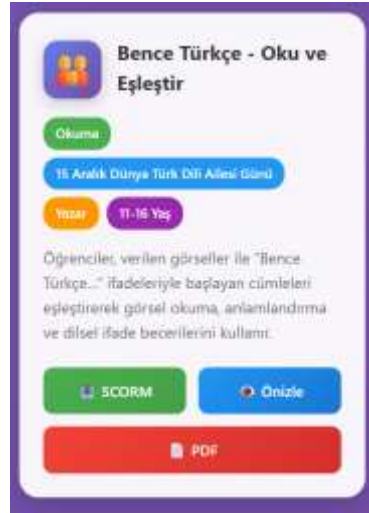 Bence Türkçe - Oku ve
Eşleştir
Okuma
15 Aralık Dünya Türk Dili Ailesi Günü
Yazar
11-16 Yaş
Öğrenciler, verilen görseller ile "Bence
Türkçe..." ifadeleriyle başlayan cümleleri
eşleştirerek görsel okuma, anlamlandırma
ve dilsel ifade becerilerini kullanır.
SCORM
Önizle
PDF